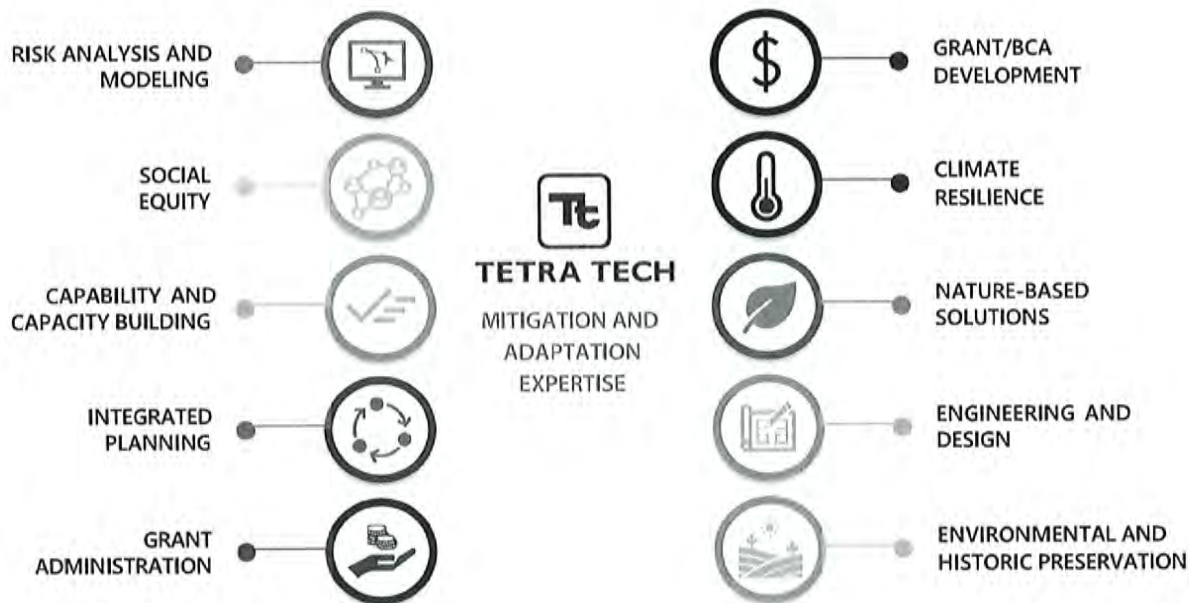 RISK ANALYSIS AND
MODELING
SOCIAL
EQUITY
CAPABILITY AND
CAPACITY BUILDING
INTEGRATED
PLANNING
GRANT
ADMINISTRATION
Tt
TETRA TECH
MITIGATION AND
ADAPTATION
EXPERTISE
$
GRANT/BCA
DEVELOPMENT
CLIMATE
RESILIENCE
NATURE-BASED
SOLUTIONS
ENGINEERING AND
DESIGN
ENVIRONMENTAL AND
HISTORIC PRESERVATION